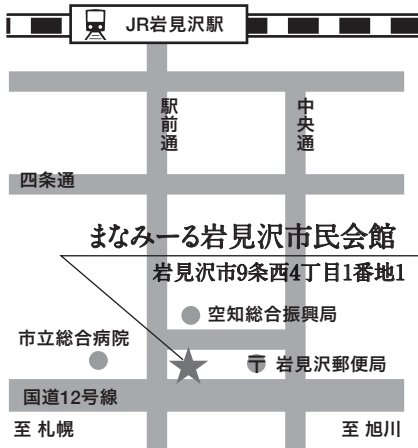 JR岩見沢駅
駅前通
中央通
四条通
まなみーる岩見沢市民会館
岩見沢市9条西4丁目1番地1
空知総合振興局
市立総合病院
〒 岩見沢郵便局
国道12号線
至 札幌
至 旭川